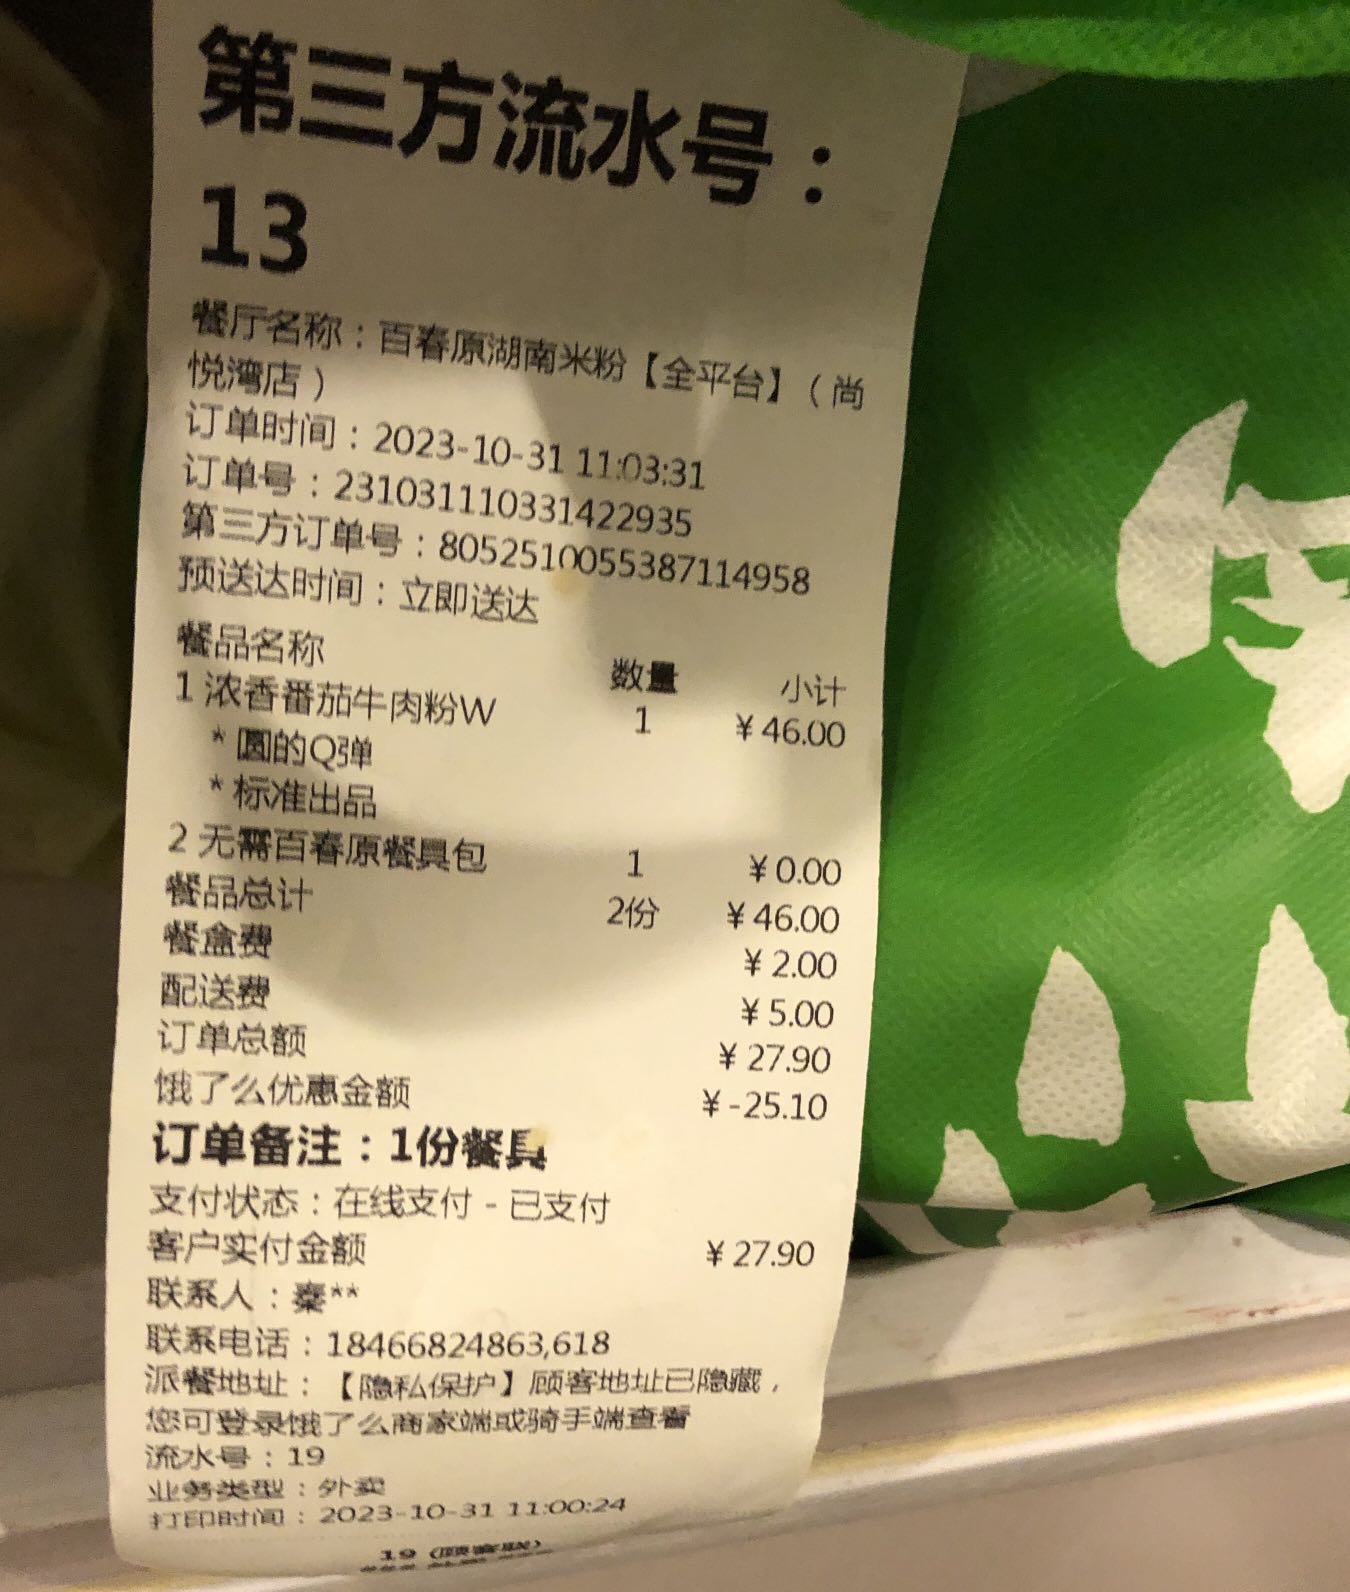 第三方流水号：
13
餐厅名称：百春原湖南米粉【全平台】（尚
悦湾店）
订单时间：2023-10-31 11:03:31
订单号：231031110331422935
第三方订单号：8052510055387114958
预送达时间：立即送达
餐品名称 数量 小计
1 浓香番茄牛肉粉W 1 ￥46.00
* 圆的Q弹
* 标准出品
2 无需百春原餐具包 1 ￥0.00
餐品总计 2份 ￥46.00
餐盒费 ￥2.00
配送费 ￥5.00
订单总额 ￥27.90
饿了么优惠金额 ￥-25.10
订单备注：1份餐具
支付状态：在线支付 - 已支付
客户实付金额 ￥27.90
联系人：秦**
联系电话：18466824863,618
派餐地址：【隐私保护】顾客地址已隐藏，
您可登录饿了么商家端或骑手端查看
流水号：19
业务类型：外卖
打印时间：2023-10-31 11:00:24
19（顾客联）